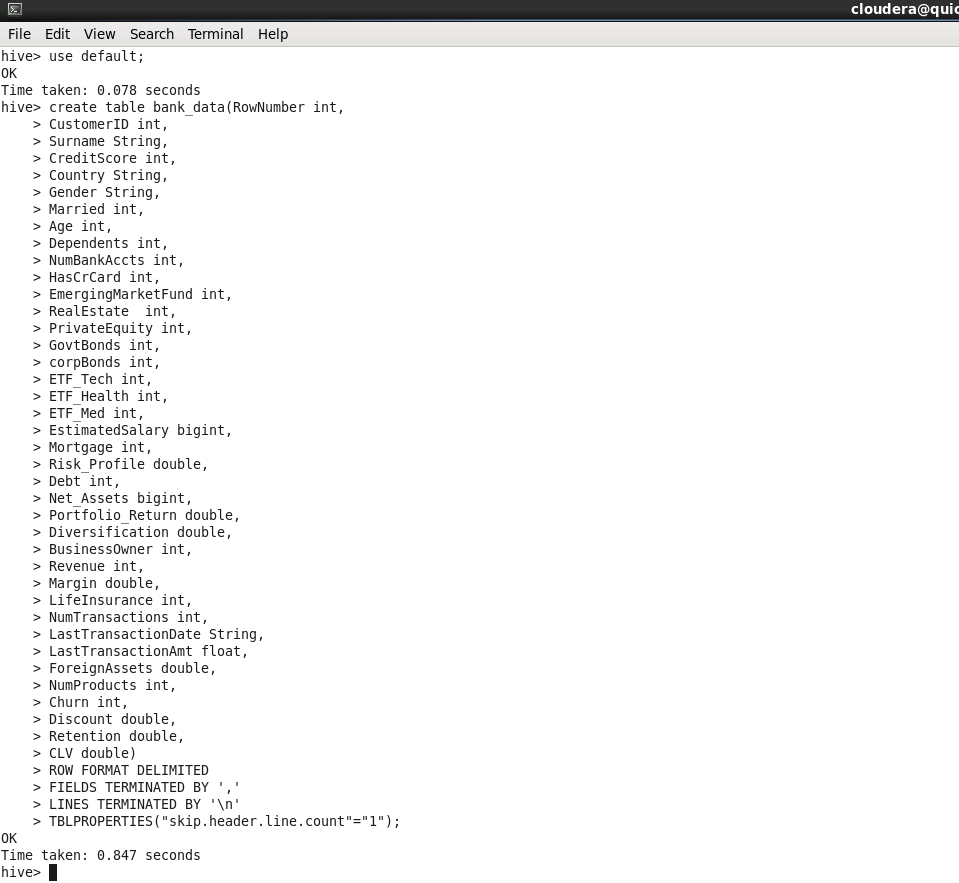 cloudera@quic
File Edit View Search Terminal Help
hive> use default;
OK
Time taken: 0.078 seconds
hive> create table bank_data(RowNumber int,
    > CustomerID int,
    > Surname String,
    > CreditScore int,
    > Country String,
    > Gender String,
    > Married int,
    > Age int,
    > Dependents int,
    > NumBankAccts int,
    > HasCrCard int,
    > EmergingMarketFund int,
    > RealEstate  int,
    > PrivateEquity int,
    > GovtBonds int,
    > corpBonds int,
    > ETF_Tech int,
    > ETF_Health int,
    > ETF_Med int,
    > EstimatedSalary bigint,
    > Mortgage int,
    > Risk_Profile double,
    > Debt int,
    > Net_Assets bigint,
    > Portfolio_Return double,
    > Diversification double,
    > BusinessOwner int,
    > Revenue int,
    > Margin double,
    > LifeInsurance int,
    > NumTransactions int,
    > LastTransactionDate String,
    > LastTransactionAmt float,
    > ForeignAssets double,
    > NumProducts int,
    > Churn int,
    > Discount double,
    > Retention double,
    > CLV double)
    > ROW FORMAT DELIMITED
    > FIELDS TERMINATED BY ','
    > LINES TERMINATED BY '\n'
    > TBLPROPERTIES("skip.header.line.count"="1");
OK
Time taken: 0.847 seconds
hive>